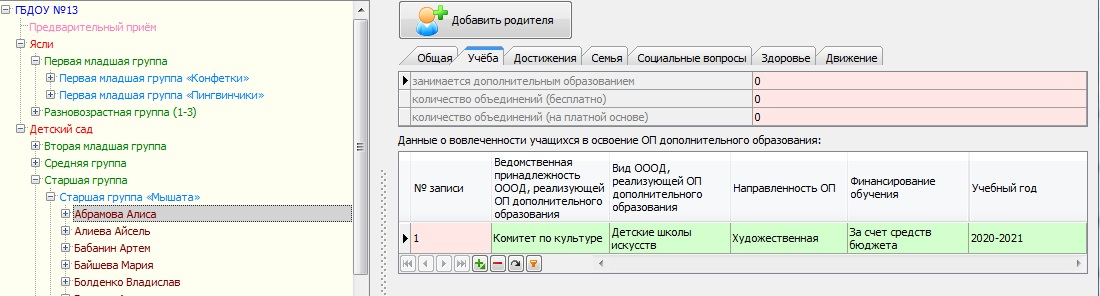 ГБДОУ №13
Предварительный приём
Ясли
Первая младшая группа
Первая младшая группа «Конфетки»
Первая младшая группа «Пингвинчики»
Разновозрастная группа (1-3)
Детский сад
Вторая младшая группа
Средняя группа
Старшая группа
Старшая группа «Мышата»
Абрамова Алиса
Алиева Айсель
Бабанин Артем
Байшева Мария
Болденко Владислав
Добавить родителя
Общая Учёба Достижения Семья Социальные вопросы Здоровье Движение
занимается дополнительным образованием 0
количество объединений (бесплатно) 0
количество объединений (на платной основе) 0
Данные о вовлеченности учащихся в освоение ОП дополнительного образования:
№ записи
Ведомственная
принадлежность
ОООД, реализующей
ОП дополнительного
образования
Вид ОООД,
реализующей ОП
дополнительного
образования
Направленность ОП
Финансирование
обучения
Учебный год
1
Комитет по культуре
Детские школы
искусств
Художественная
За счет средств
бюджета
2020-2021